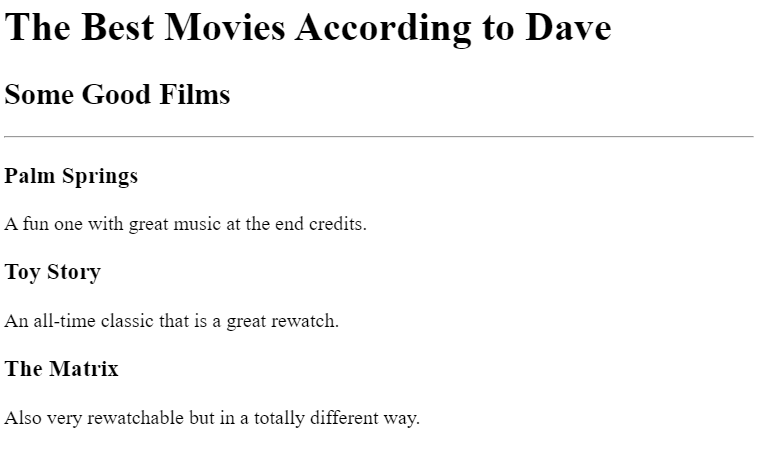 The Best Movies According to Dave
Some Good Films
Palm Springs
A fun one with great music at the end credits.
Toy Story
An all-time classic that is a great rewatch.
The Matrix
Also very rewatchable but in a totally different way.